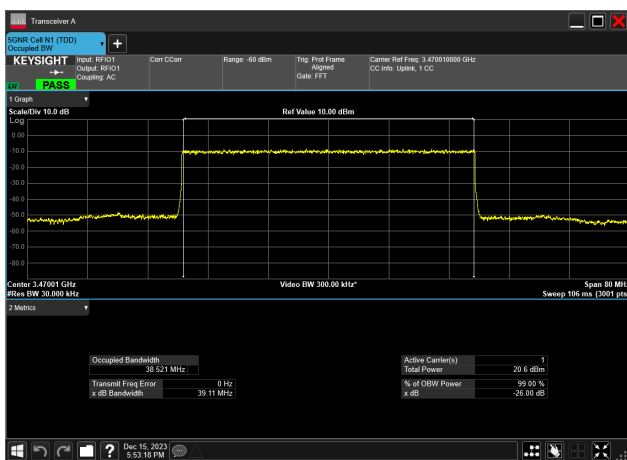 Transceiver A
5GNR Cell N1 (TDD)
Occupied BW
KEYSIGHT
Input: RFIO1
Output: RFIO1
Coupling: AC
Corr CCorr
Range: -60 dBm
Trig: Prot Frame
Aligned
Gate: FFT
Carrier Ref Freq: 3.470010000 GHz
CC Info: Uplink, 1 CC
PASS
1 Graph
Scale/Div 10.0 dB
Ref Value 10.00 dBm
Log
0.00
-10.0
-20.0
-30.0
-40.0
-50.0
-60.0
-70.0
-80.0
Center 3.47001 GHz
Video BW 300.00 kHz*
Span 80 MH
#Res BW 30.000 kHz
Sweep 106 ms (3001 pts
2 Metrics
Occupied Bandwidth
38.521 MHz
Transmit Freq Error 0 Hz
x dB Bandwidth 39.11 MHz
Active Carrier(s) 1
Total Power 20.6 dBm
% of OBW Power 99.00 %
x dB -26.00 dB
Dec 15, 2023
5:53:18 PM